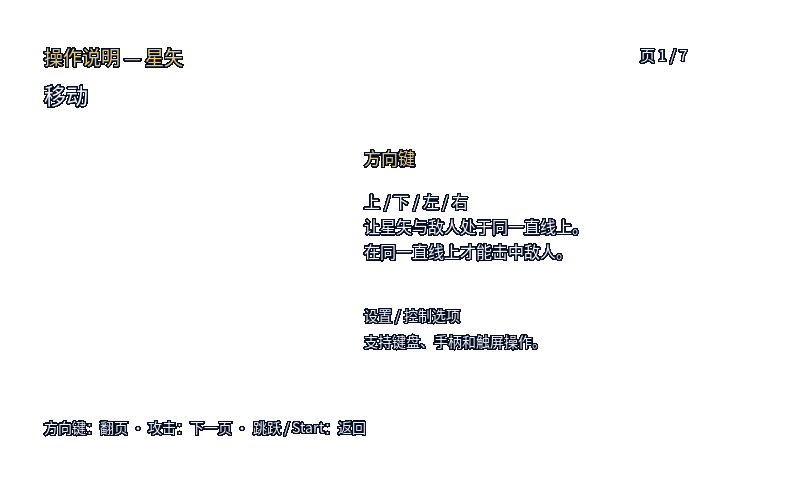 操作说明 — 星矢
页 1 / 7
移动
方向键
上 / 下 / 左 / 右
让星矢与敌人处于同一直线上。
在同一直线上才能击中敌人。
设置 / 控制选项
支持键盘、手柄和触屏操作。
方向键：翻页 · 攻击：下一页 · 跳跃 / Start：返回